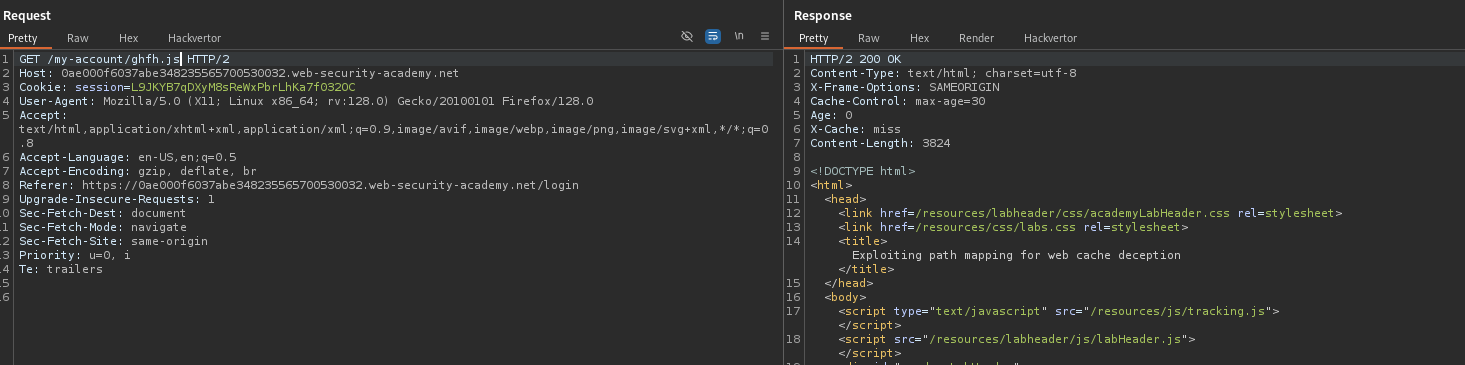 Request
Pretty Raw Hex Hackvertor \n
1 GET /my-account/ghfh.js HTTP/2
2 Host: 0ae000f6037abe348235565700530032.web-security-academy.net
3 Cookie: session=L9JKYB7qDXyM8sReWxPbrLhKa7f032OC
4 User-Agent: Mozilla/5.0 (X11; Linux x86_64; rv:128.0) Gecko/20100101 Firefox/128.0
5 Accept:
text/html,application/xhtml+xml,application/xml;q=0.9,image/avif,image/webp,image/png,image/svg+xml,*/*;q=0
.8
6 Accept-Language: en-US,en;q=0.5
7 Accept-Encoding: gzip, deflate, br
8 Referer: https://0ae000f6037abe348235565700530032.web-security-academy.net/login
9 Upgrade-Insecure-Requests: 1
10 Sec-Fetch-Dest: document
11 Sec-Fetch-Mode: navigate
12 Sec-Fetch-Site: same-origin
13 Priority: u=0, i
14 Te: trailers
15
16
Response
Pretty Raw Hex Render Hackvertor
1 HTTP/2 200 OK
2 Content-Type: text/html; charset=utf-8
3 X-Frame-Options: SAMEORIGIN
4 Cache-Control: max-age=30
5 Age: 0
6 X-Cache: miss
7 Content-Length: 3824
8
9 <!DOCTYPE html>
10 <html>
11 <head>
12 <link href=/resources/labheader/css/academyLabHeader.css rel=stylesheet>
13 <link href=/resources/css/labs.css rel=stylesheet>
14 <title>
Exploiting path mapping for web cache deception
</title>
15 </head>
16 <body>
17 <script type="text/javascript" src="/resources/js/tracking.js">
</script>
18 <script src="/resources/labheader/js/labHeader.js">
</script>